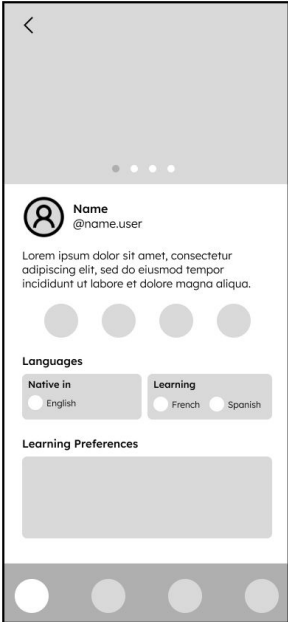 Name
@name.user
Lorem ipsum dolor sit amet, consectetur
adipiscing elit, sed do eiusmod tempor
incididunt ut labore et dolore magna aliqua.
Languages
Native in
English
Learning
French Spanish
Learning Preferences